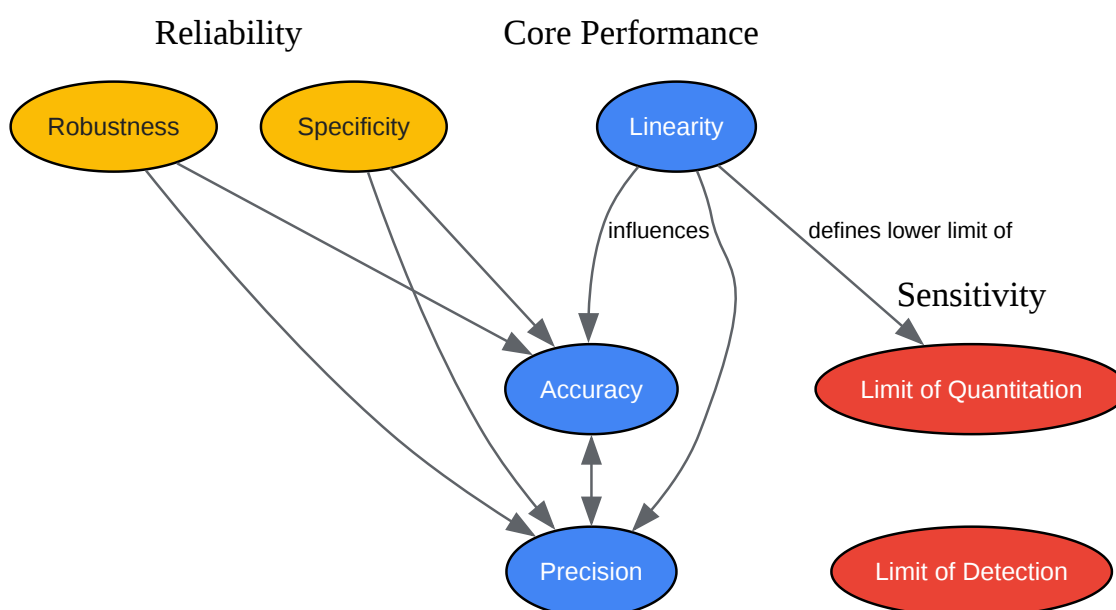 Reliability
Core Performance
Robustness
Specificity
Linearity
influences
defines lower limit of
Sensitivity
Accuracy
Limit of Quantitation
Precision
Limit of Detection